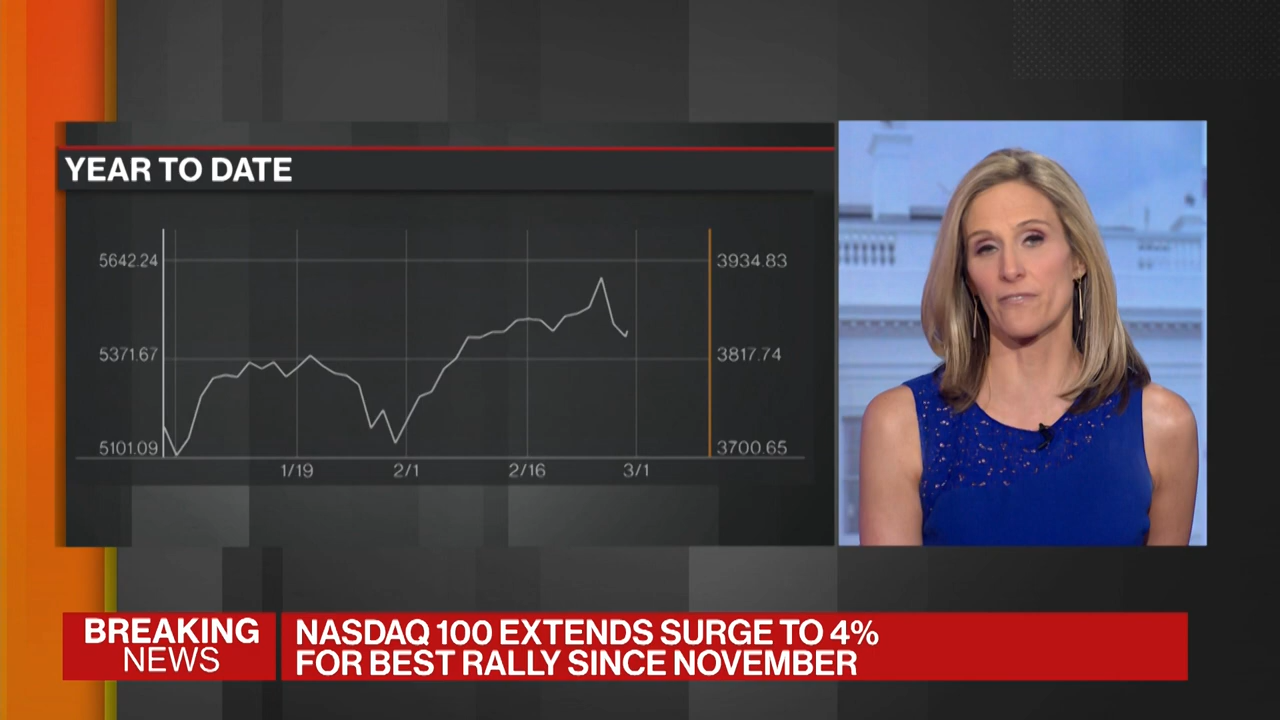 YEAR TO DATE
5642.24
3934.83
5371.67
3817.74
5101.09
3700.65
1/19
2/1
2/16
3/1
BREAKING
NEWS
NASDAQ 100 EXTENDS SURGE TO 4%
FOR BEST RALLY SINCE NOVEMBER